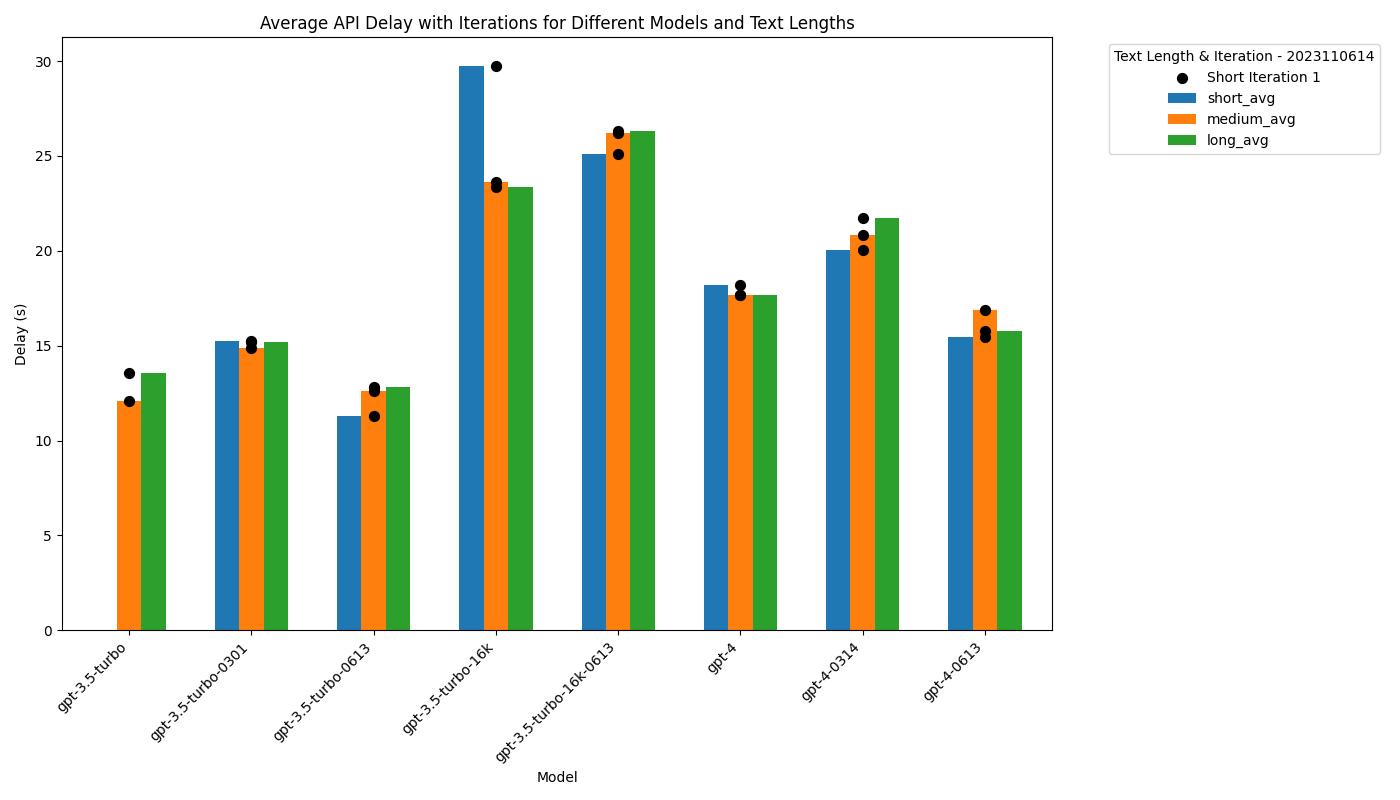 Average API Delay with Iterations for Different Models and Text Lengths
Text Length & Iteration - 2023110614
Short Iteration 1
short_avg
medium_avg
long_avg
Delay (s)
30
25
20
15
10
5
0
gpt-3.5-turbo
gpt-3.5-turbo-0301
gpt-3.5-turbo-0613
gpt-3.5-turbo-16k
gpt-3.5-turbo-16k-0613
gpt-4
gpt-4-0314
gpt-4-0613
Model